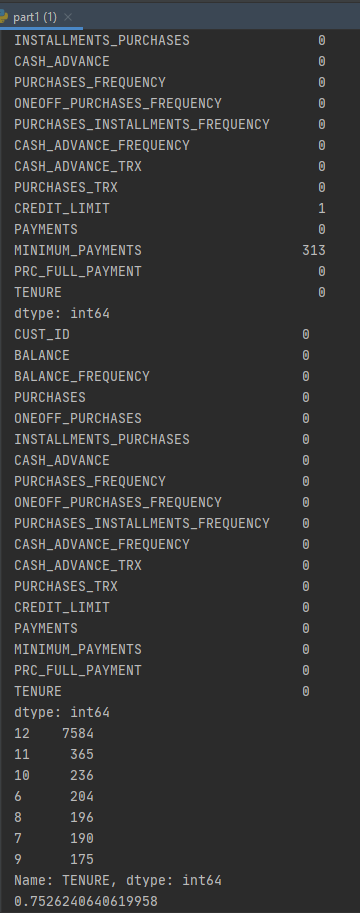 part1 (1) ×
INSTALLMENTS_PURCHASES 0
CASH_ADVANCE 0
PURCHASES_FREQUENCY 0
ONEOFF_PURCHASES_FREQUENCY 0
PURCHASES_INSTALLMENTS_FREQUENCY 0
CASH_ADVANCE_FREQUENCY 0
CASH_ADVANCE_TRX 0
PURCHASES_TRX 0
CREDIT_LIMIT 1
PAYMENTS 0
MINIMUM_PAYMENTS 313
PRC_FULL_PAYMENT 0
TENURE 0
dtype: int64
CUST_ID 0
BALANCE 0
BALANCE_FREQUENCY 0
PURCHASES 0
ONEOFF_PURCHASES 0
INSTALLMENTS_PURCHASES 0
CASH_ADVANCE 0
PURCHASES_FREQUENCY 0
ONEOFF_PURCHASES_FREQUENCY 0
PURCHASES_INSTALLMENTS_FREQUENCY 0
CASH_ADVANCE_FREQUENCY 0
CASH_ADVANCE_TRX 0
PURCHASES_TRX 0
CREDIT_LIMIT 0
PAYMENTS 0
MINIMUM_PAYMENTS 0
PRC_FULL_PAYMENT 0
TENURE 0
dtype: int64
12 7584
11 365
10 236
6 204
8 196
7 190
9 175
Name: TENURE, dtype: int64
0.7526240640619958